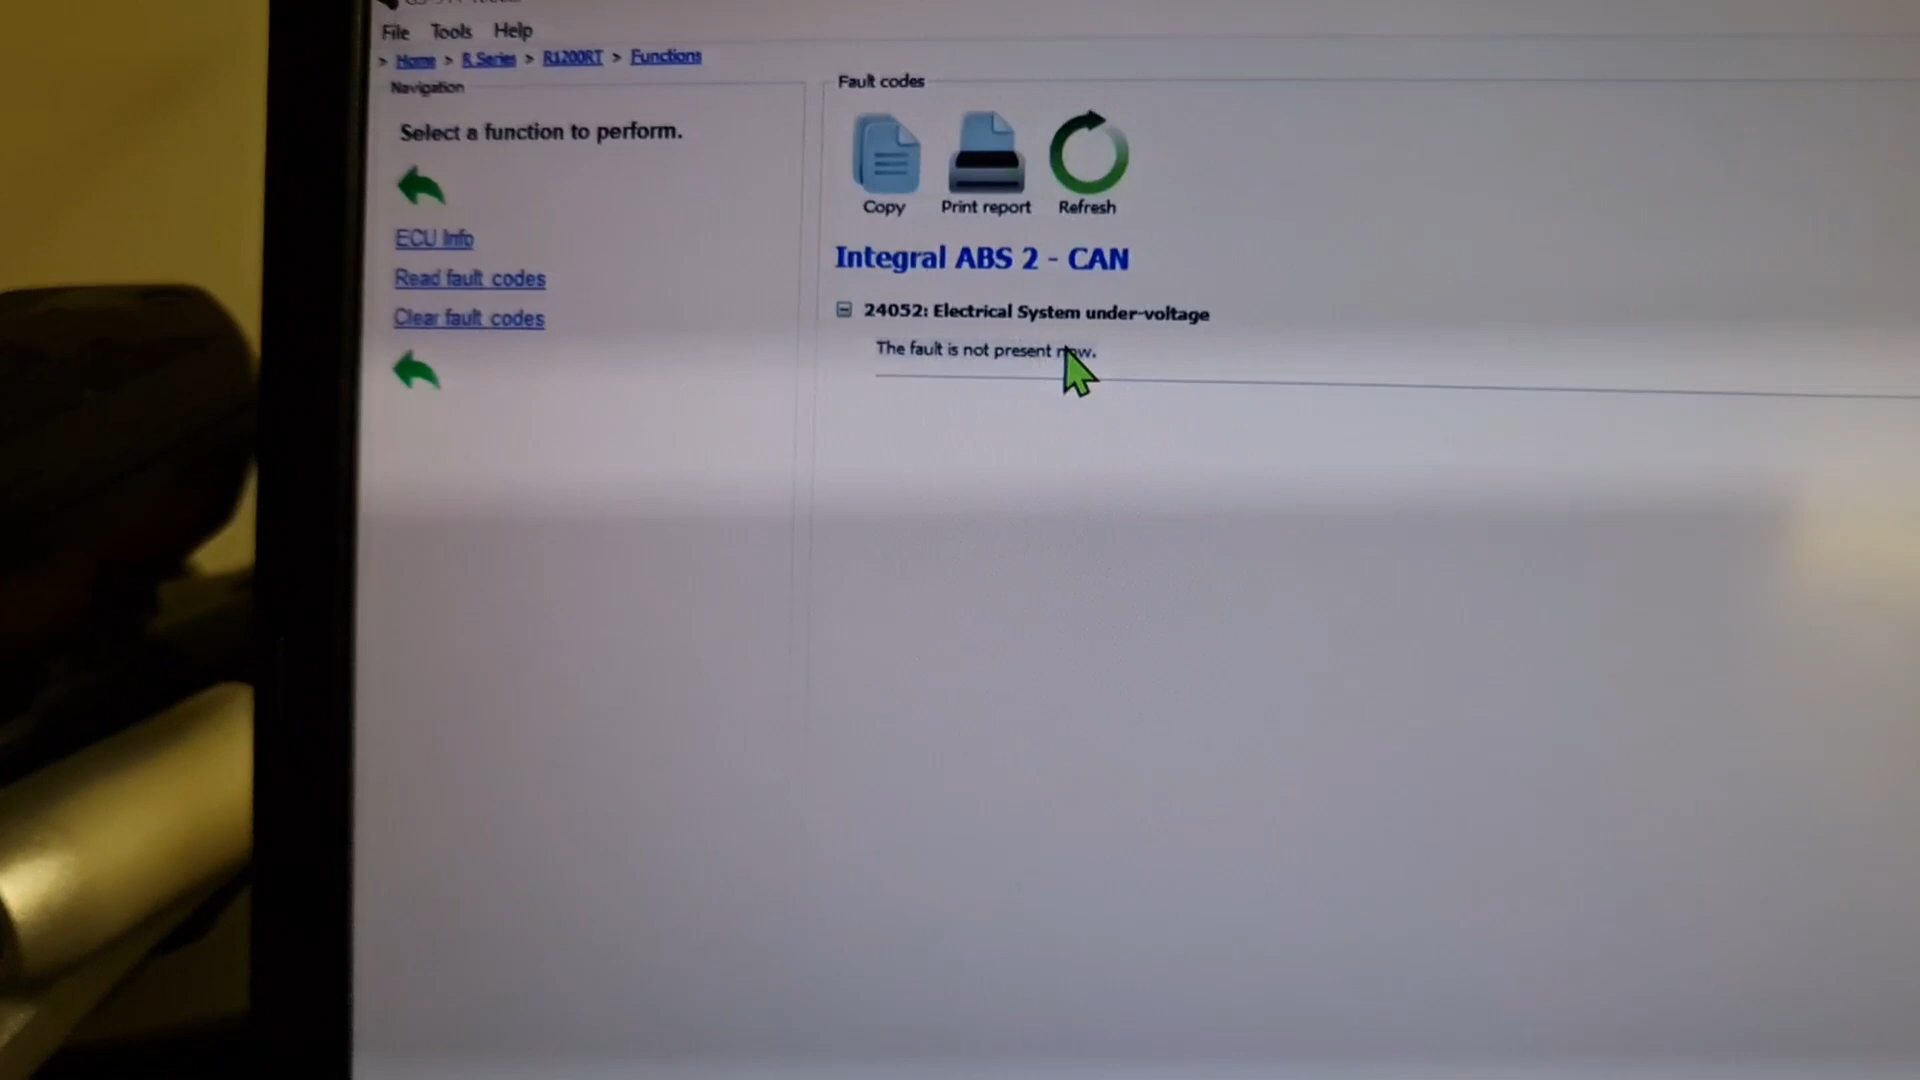 File Tools Help
> Home > R Series > R1200RT > Functions
Navigation
Select a function to perform.
ECU Info
Read fault codes
Clear fault codes
Fault codes
Copy Print report Refresh
Integral ABS 2 - CAN
24052: Electrical System under-voltage
The fault is not present now.